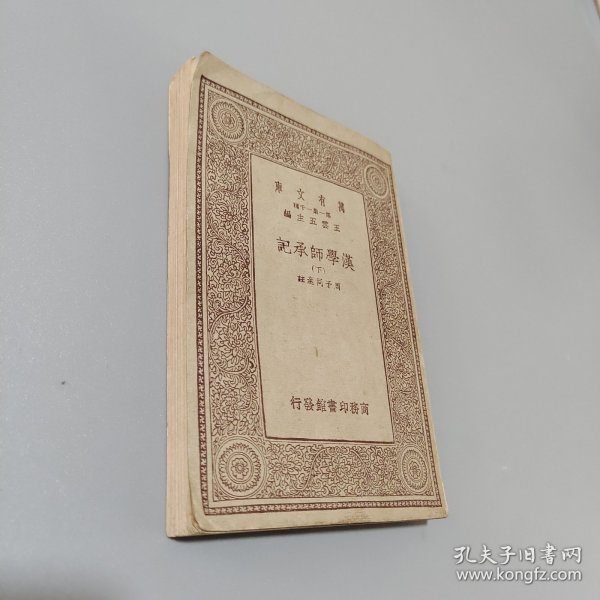 萬有文庫
第一集一千種
王雲五主編
漢學師承記
(下)
周予同選註
商務印書館發行
孔夫子旧书网
www.kongfz.com